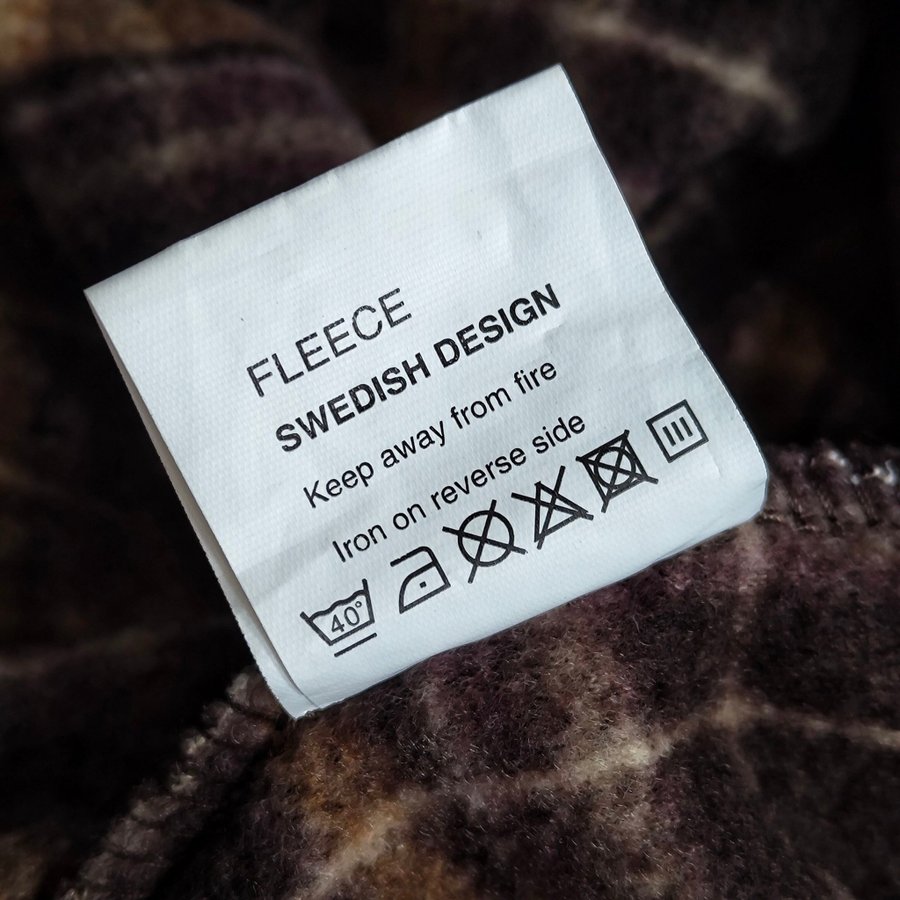 FLEECE
SWEDISH DESIGN
Keep away from fire
Iron on reverse side
40°